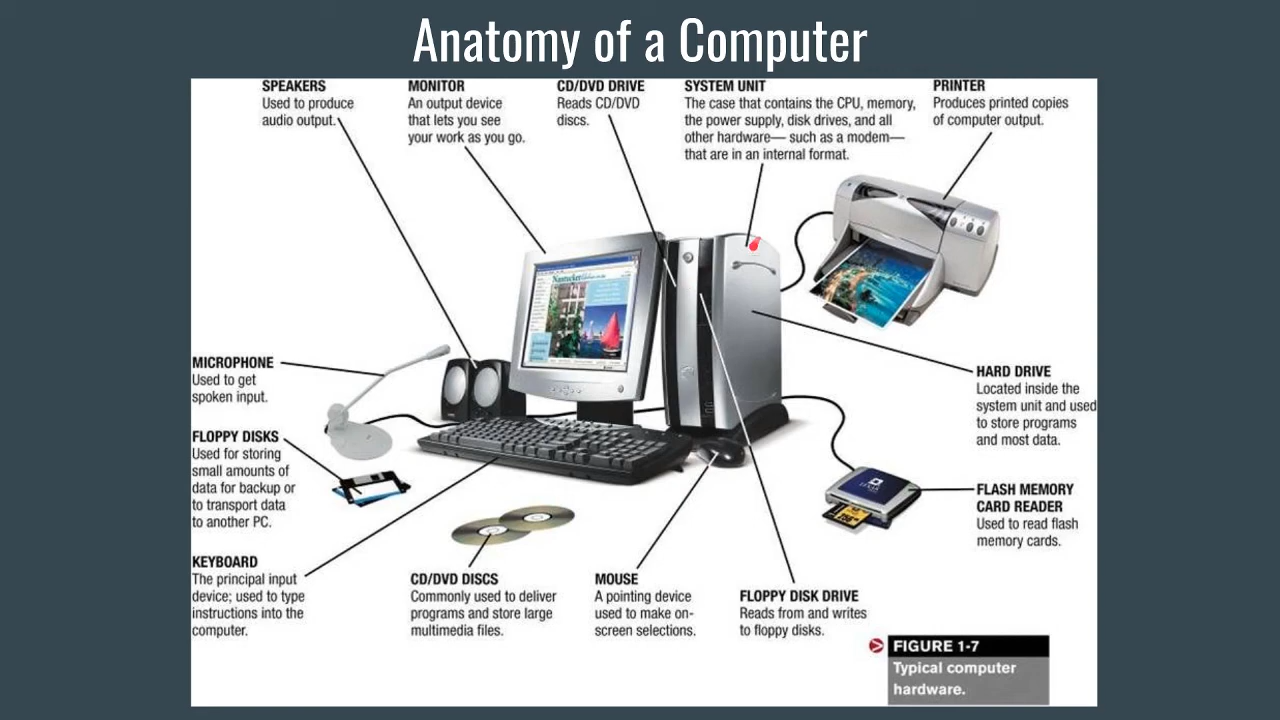 Anatomy of a Computer
SPEAKERS
Used to produce
audio output.
MONITOR
An output device
that lets you see
your work as you go.
CD/DVD DRIVE
Reads CD/DVD
discs.
SYSTEM UNIT
The case that contains the CPU, memory,
the power supply, disk drives, and all
other hardware— such as a modem—
that are in an internal format.
PRINTER
Produces printed copies
of computer output.
MICROPHONE
Used to get
spoken input.
FLOPPY DISKS
Used for storing
small amounts of
data for backup or
to transport data
to another PC.
KEYBOARD
The principal input
device; used to type
instructions into the
computer.
CD/DVD DISCS
Commonly used to deliver
programs and store large
multimedia files.
MOUSE
A pointing device
used to make on-
screen selections.
FLOPPY DISK DRIVE
Reads from and writes
to floppy disks.
HARD DRIVE
Located inside the
system unit and used
to store programs
and most data.
FLASH MEMORY
CARD READER
Used to read flash
memory cards.
FIGURE 1-7
Typical computer
hardware.